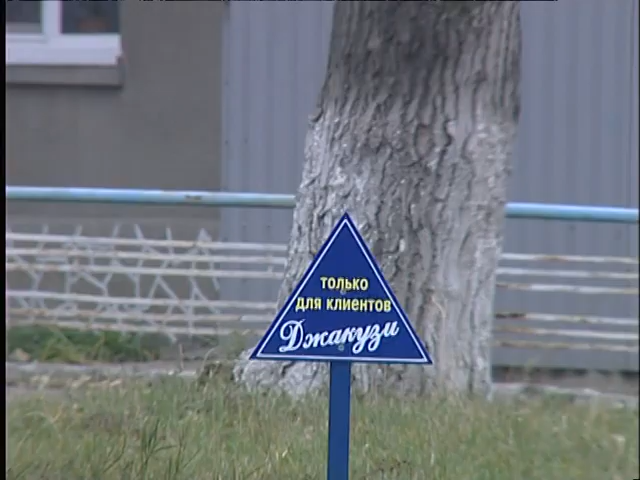 только
для клиентов
Джакузи